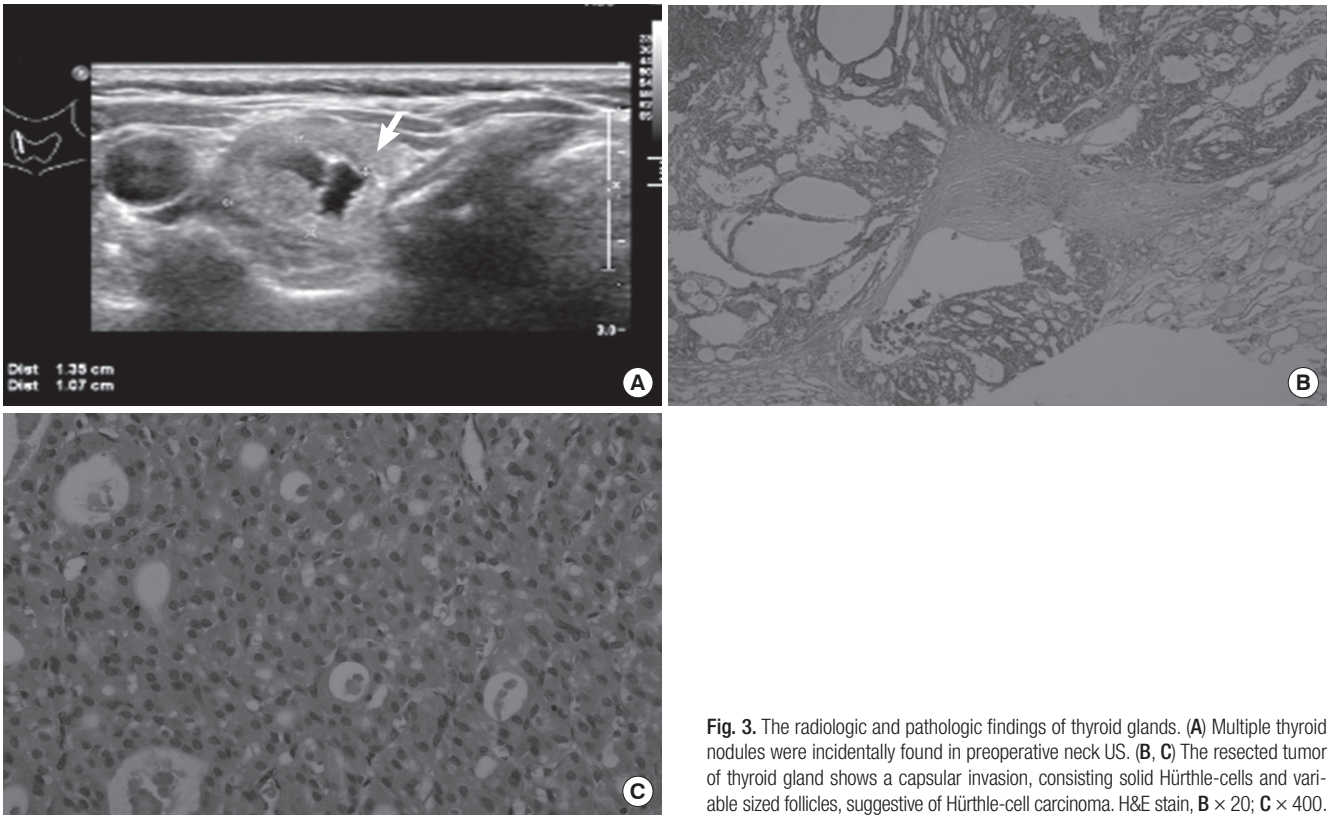 3.0
Dist 1.35 cm
Dist 1.07 cm
A
B
C
Fig. 3. The radiologic and pathologic findings of thyroid glands. (A) Multiple thyroid
nodules were incidentally found in preoperative neck US. (B, C) The resected tumor
of thyroid gland shows a capsular invasion, consisting solid Hürthle-cells and vari-
able sized follicles, suggestive of Hürthle-cell carcinoma. H&E stain, B × 20; C × 400.